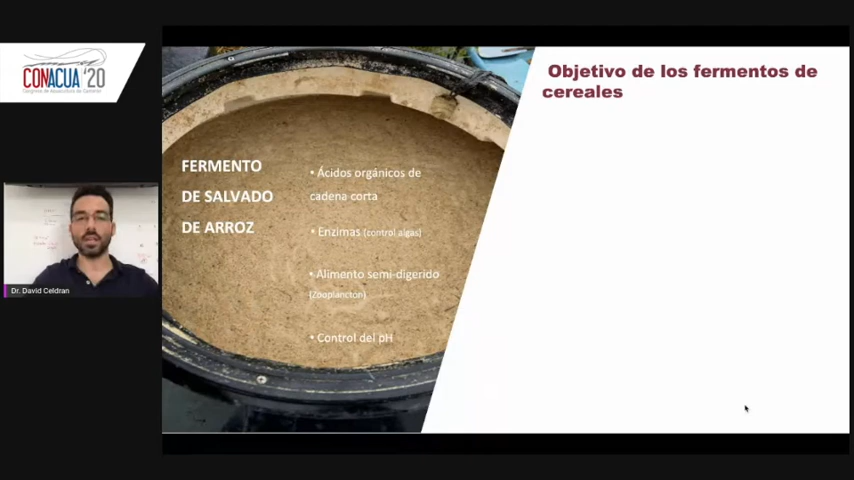 CONACUA '20
Congreso de Acuacultura de Camarón
Objetivo de los fermentos de
cereales
FERMENTO
DE SALVADO
DE ARROZ
• Ácidos orgánicos de
cadena corta
• Enzimas (control algas)
• Alimento semi-digerido
(Zooplancton)
• Control del pH
Dr. David Celdran